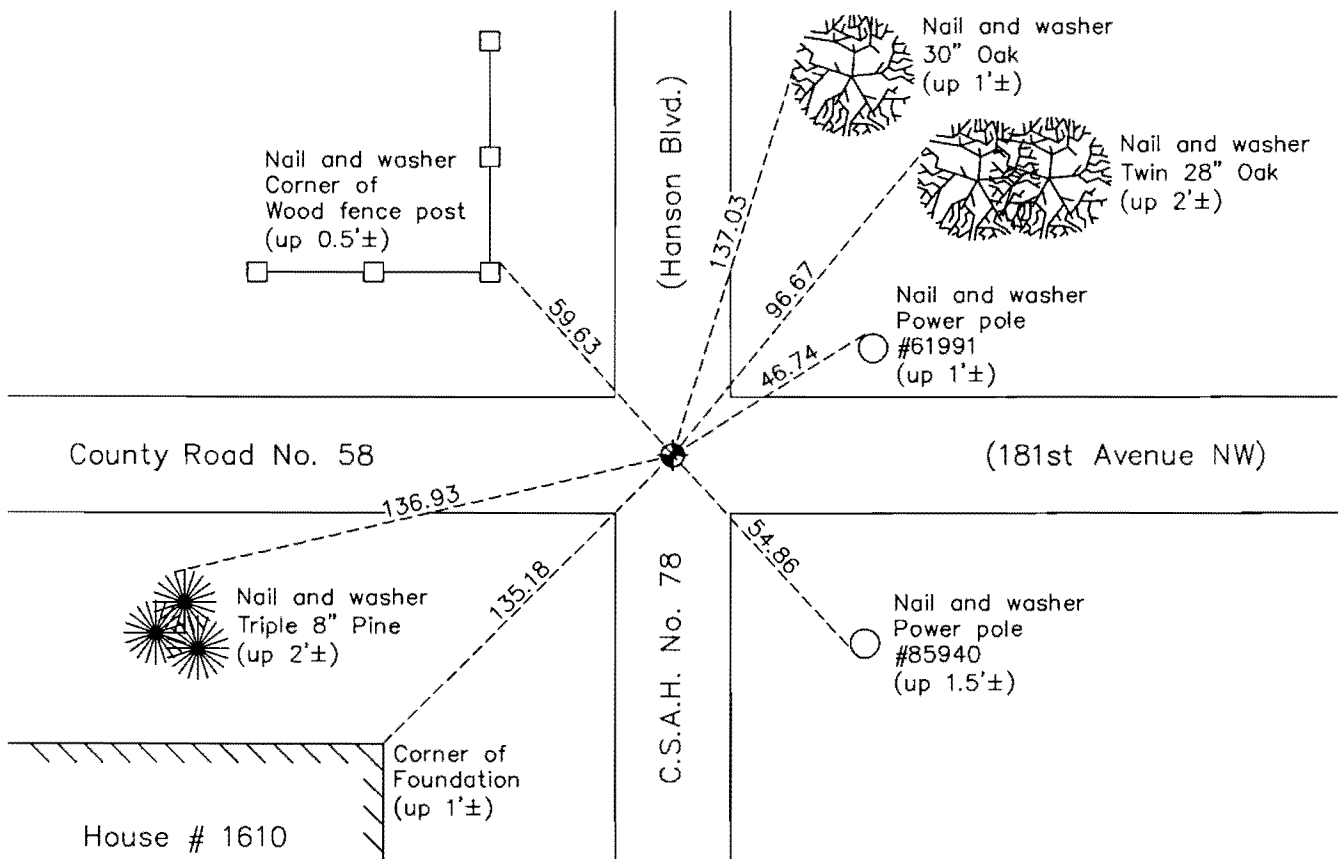 Nail and washer
30" Oak
(up 1'±)
(Hanson Blvd.)
Nail and washer
Corner of
Wood fence post
(up 0.5'±)
Nail and washer
Twin 28" Oak
(up 2'±)
137.03
96.67
59.63
46.74
Nail and washer
Power pole
#61991
(up 1'±)
County Road No. 58
(181st Avenue NW)
136.93
135.18
54.86
C.S.A.H. No. 78
Nail and washer
Triple 8" Pine
(up 2'±)
Nail and washer
Power pole
#85940
(up 1.5'±)
Corner of
Foundation
(up 1'±)
House # 1610